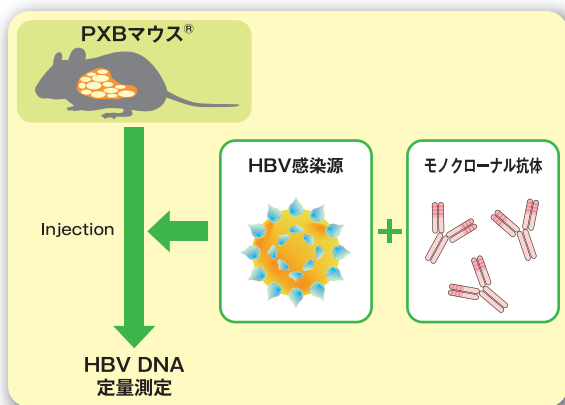 PXBマウス®
HBV感染源
モノクローナル抗体
Injection
+
HBV DNA
定量測定